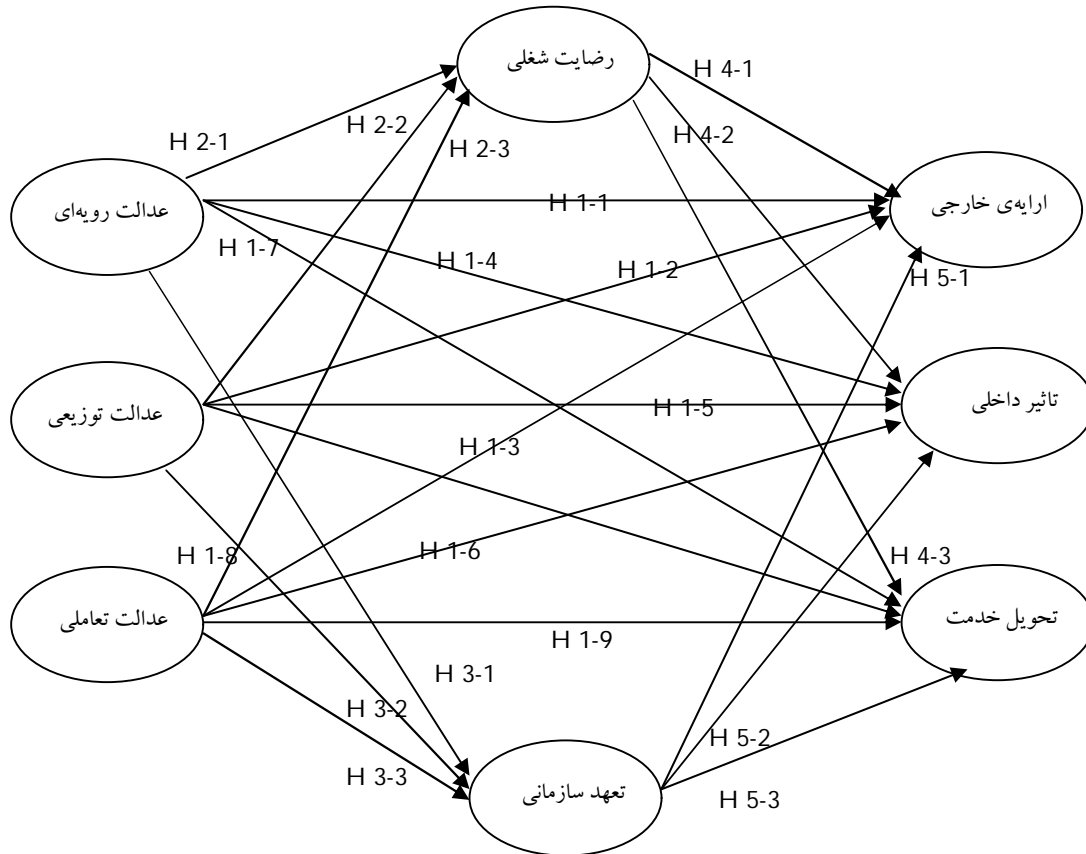 رضایت شغلی
H 4-1
H 2-2
H 4-2
H 2-1
H 2-3
عدالت رویه‌ای
H 1-1
ارایه‌ی خارجی
H 1-7
H 1-4
H 1-2
H 5-1
عدالت توزیعی
H 1-5
تاثیر داخلی
H 1-3
H 1-8
H 1-6
H 4-3
عدالت تعاملی
H 1-9
تحویل خدمت
H 3-1
H 3-2
H 5-2
H 3-3
تعهد سازمانی
H 5-3